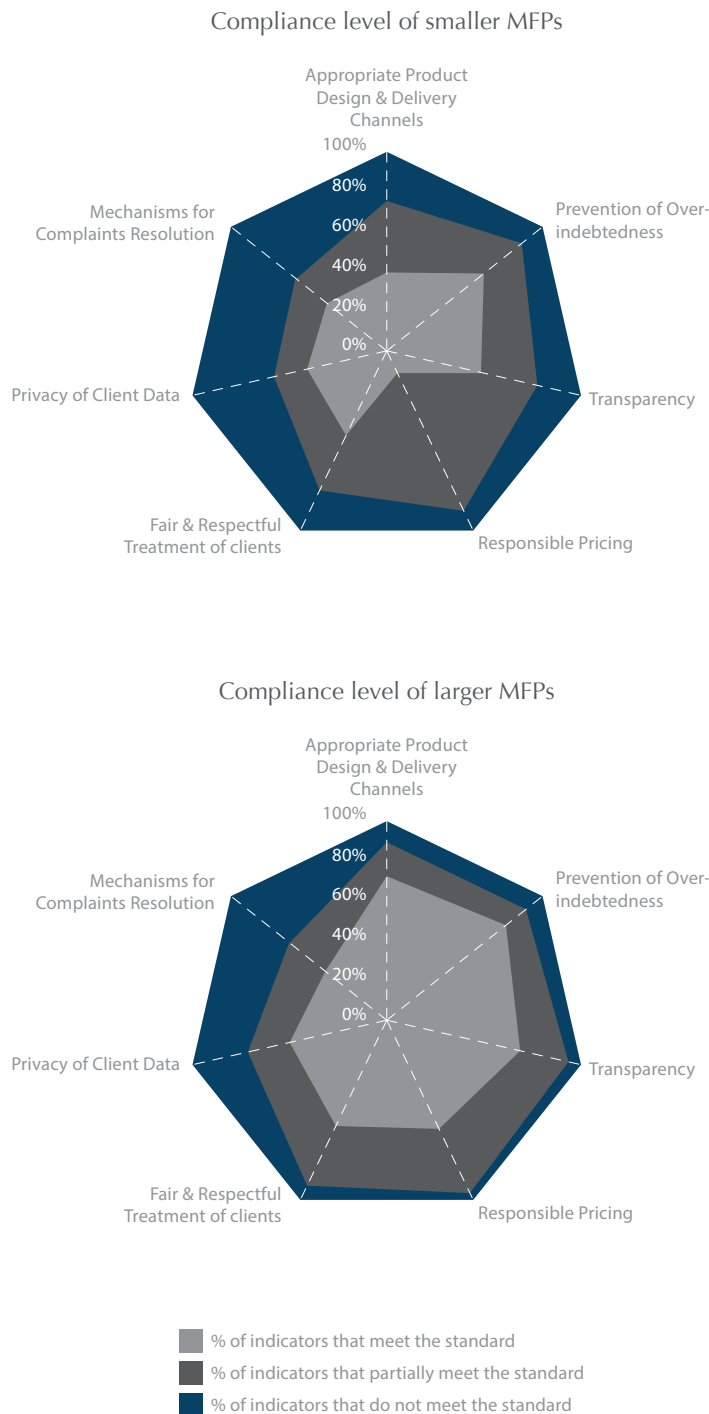 Compliance level of smaller MFPs
Appropriate Product
Design & Delivery
Channels
100%
80%
60%
40%
20%
0%
Prevention of Over-
indebtedness
Transparency
Responsible Pricing
Fair & Respectful
Treatment of clients
Privacy of Client Data
Mechanisms for
Complaints Resolution
Compliance level of larger MFPs
Appropriate Product
Design & Delivery
Channels
100%
80%
60%
40%
20%
0%
Prevention of Over-
indebtedness
Transparency
Responsible Pricing
Fair & Respectful
Treatment of clients
Privacy of Client Data
Mechanisms for
Complaints Resolution
% of indicators that meet the standard
% of indicators that partially meet the standard
% of indicators that do not meet the standard